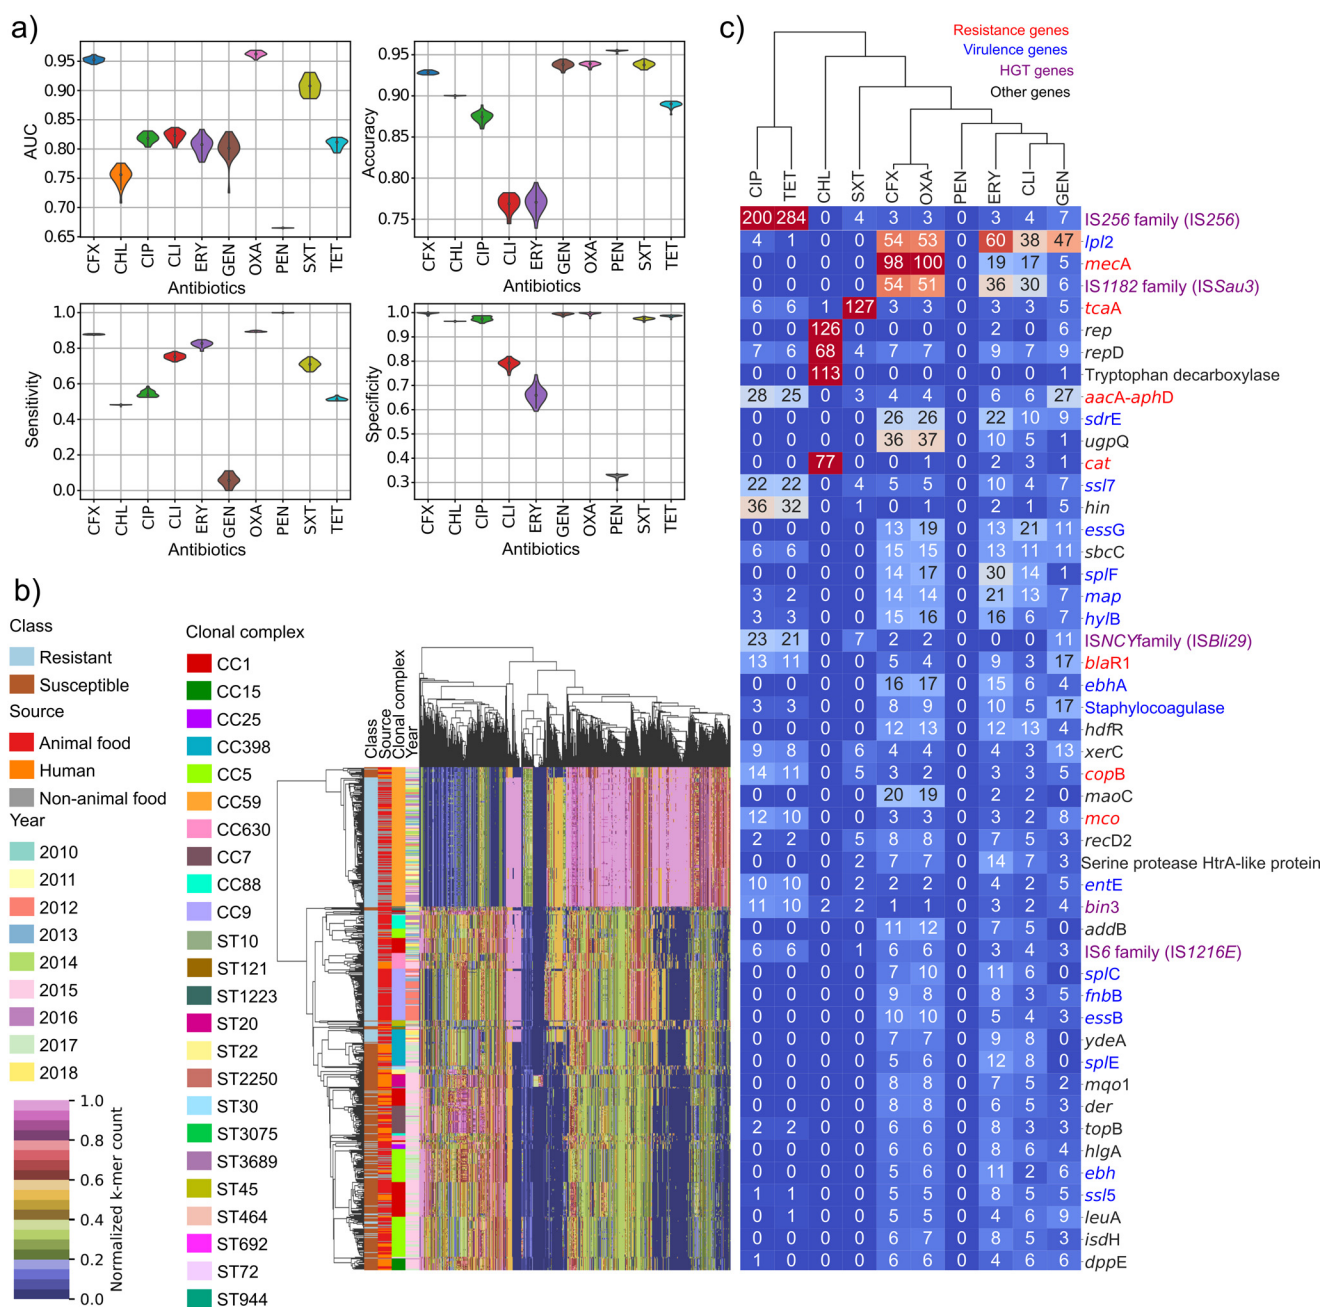 a)
0.95
0.90
0.85
0.80
0.75
0.70
0.65
AUC
CFX CHL CIP CLI ERY GEN OXA PEN SXT TET
Antibiotics
0.95
0.90
0.85
0.80
0.75
Accuracy
CFX CHL CIP CLI ERY GEN OXA PEN SXT TET
Antibiotics
1.0
0.8
0.6
0.4
0.2
0.0
Sensitivity
CFX CHL CIP CLI ERY GEN OXA PEN SXT TET
Antibiotics
1.0
0.9
0.8
0.7
0.6
0.5
0.4
0.3
Specificity
CFX CHL CIP CLI ERY GEN OXA PEN SXT TET
Antibiotics
b)
Class
Resistant
Susceptible
Source
Animal food
Human
Non-animal food
Year
2010
2011
2012
2013
2014
2015
2016
2017
2018
1.0
0.8
0.6
0.4
0.2
0.0
Normalized k-mer count
Clonal complex
CC1
CC15
CC25
CC398
CC5
CC59
CC630
CC7
CC88
CC9
ST10
ST121
ST1223
ST20
ST22
ST2250
ST30
ST3075
ST3689
ST45
ST464
ST692
ST72
ST944
Class
Source
Clonal complex
Year
c)
Resistance genes
Virulence genes
HGT genes
Other genes
CIP TET CHL SXT CFX OXA PEN ERY CLI GEN
200 284 0 4 3 3 0 3 4 7 IS256 family (IS256)
4 1 0 0 54 53 0 60 38 47 lpl2
0 0 0 0 98 100 0 19 17 5 mecA
0 0 0 0 54 51 0 36 30 6 IS1182 family (ISSau3)
6 6 1 127 3 3 0 3 3 5 tcaA
0 0 126 0 0 0 0 2 0 6 rep
7 6 68 4 7 7 0 9 7 9 repD
0 0 113 0 0 0 0 0 0 1 Tryptophan decarboxylase
28 25 0 3 4 4 0 6 6 27 aacA-aphD
0 0 0 0 26 26 0 22 10 9 sdrE
0 0 0 0 36 37 0 10 5 1 ugpQ
0 0 77 0 0 1 0 2 3 1 cat
22 22 0 4 5 5 0 10 4 7 ssl7
36 32 0 1 0 1 0 2 1 5 hin
0 0 0 0 13 19 0 13 21 11 essG
6 6 0 0 15 15 0 13 11 11 sbcC
0 0 0 0 14 17 0 30 14 1 splF
3 2 0 0 14 14 0 21 13 7 map
3 3 0 0 15 16 0 16 6 7 hylB
23 21 0 7 2 2 0 0 0 11 ISNCYfamily (ISBli29)
13 11 0 0 5 4 0 9 3 17 blaR1
0 0 0 0 16 17 0 15 6 4 ebhA
3 3 0 0 8 9 0 10 5 17 Staphylocoagulase
0 0 0 0 12 13 0 12 13 4 hdfR
9 8 0 6 4 4 0 4 3 13 xerC
14 11 0 5 3 2 0 3 3 5 copB
0 0 0 0 20 19 0 2 2 0 maoC
12 10 0 0 3 3 0 3 2 8 mco
2 2 0 5 8 8 0 7 5 3 recD2
0 0 0 2 7 7 0 14 7 3 Serine protease HtrA-like protein
10 10 0 2 2 2 0 4 2 5 entE
11 10 2 2 1 1 0 3 2 4 bin3
0 0 0 0 11 12 0 7 5 0 addB
6 6 0 1 6 6 0 4 3 3 IS6 family (IS1216E)
0 0 0 0 7 10 0 11 6 0 splC
0 0 0 0 9 8 0 8 3 5 fnbB
0 0 0 0 10 10 0 5 4 3 essB
0 0 0 0 7 7 0 9 8 0 ydeA
0 0 0 0 5 6 0 12 8 0 splE
0 0 0 0 8 8 0 7 5 2 mqo1
0 0 0 0 8 8 0 6 5 3 der
2 2 0 0 6 6 0 8 3 3 topB
0 0 0 0 6 6 0 8 6 4 hlgA
0 0 0 0 5 6 0 11 2 6 ebh
1 1 0 0 5 5 0 8 5 5 ssl5
0 1 0 0 5 5 0 4 6 9 leuA
0 0 0 0 6 7 0 8 5 3 isdH
1 0 0 0 6 6 0 4 6 6 dppE